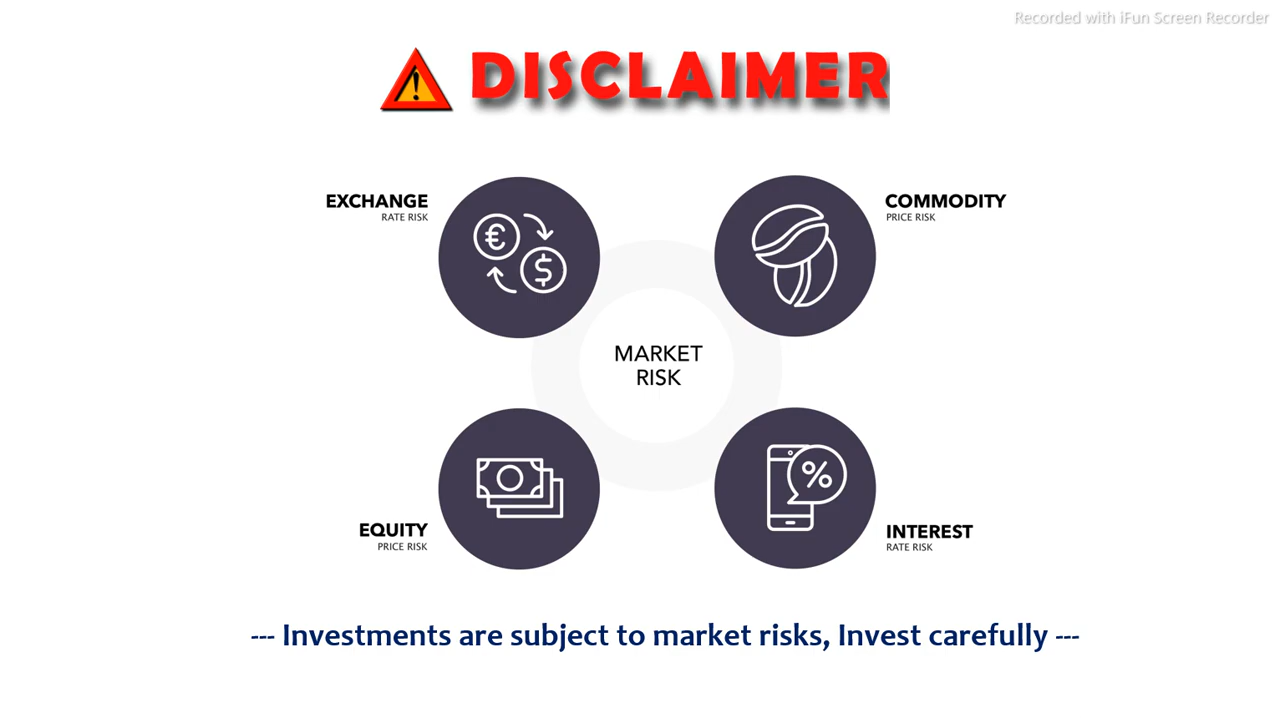 Recorded with iFun Screen Recorder
DISCLAIMER
EXCHANGE
RATE RISK
COMMODITY
PRICE RISK
MARKET
RISK
EQUITY
PRICE RISK
INTEREST
RATE RISK
--- Investments are subject to market risks, Invest carefully ---